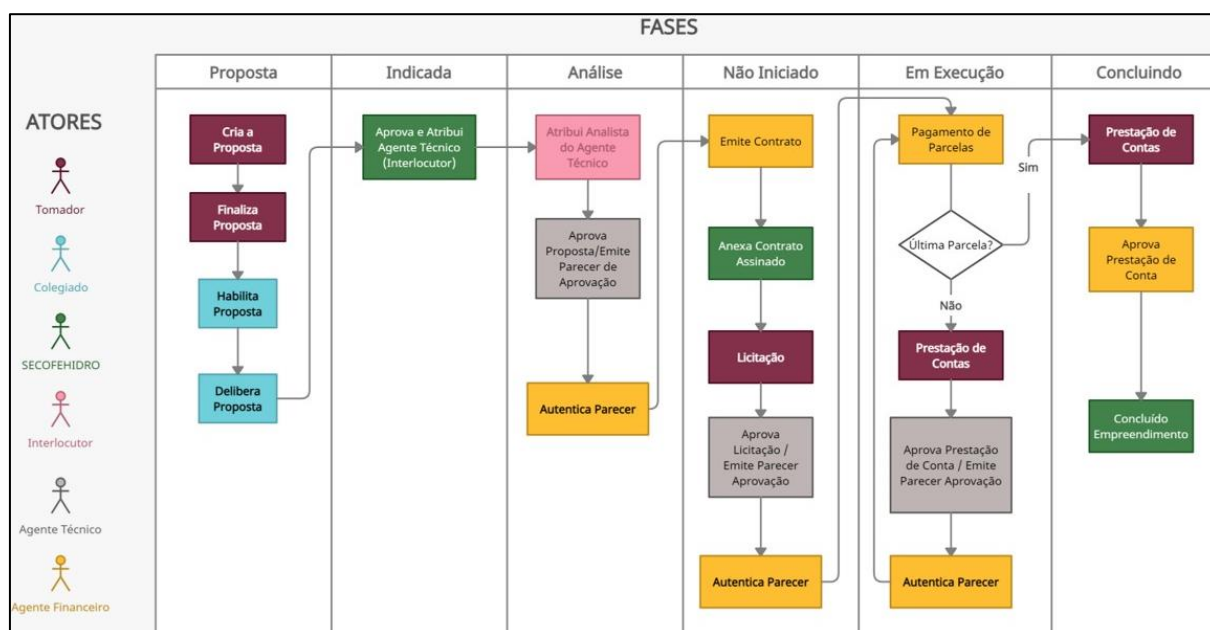 FASES
Proposta
Indicada
Análise
Não Iniciado
Em Execução
Concluindo
ATORES
Tomador
Colegiado
SECOFEHIDRO
Interlocutor
Agente Técnico
Agente Financeiro
Cria a
Proposta
Finaliza
Proposta
Habilita
Proposta
Delibera
Proposta
Aprova e Atribui
Agente Técnico
(Interlocutor)
Atribui Analista
do Agente
Técnico
Aprova
Proposta/Emite
Parecer de
Aprovação
Autentica Parecer
Emite Contrato
Anexa Contrato
Assinado
Licitação
Aprova
Licitação /
Emite Parecer
Aprovação
Autentica Parecer
Pagamento de
Parcelas
Última Parcela?
Sim
Não
Prestação de
Contas
Aprova Prestação
de Conta / Emite
Parecer Aprovação
Autentica Parecer
Prestação de
Contas
Aprova
Prestação de
Conta
Concluído
Empreendimento